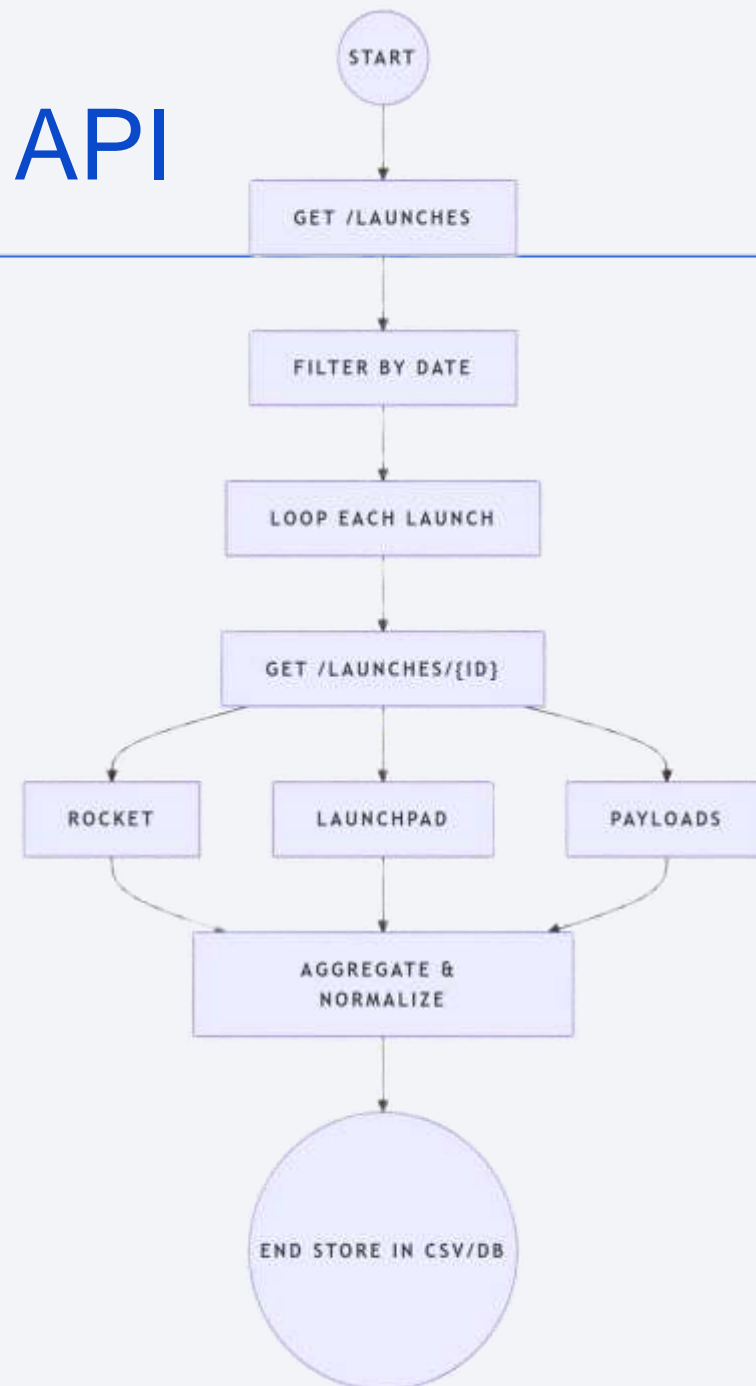 START
API
GET /LAUNCHES
FILTER BY DATE
LOOP EACH LAUNCH
GET /LAUNCHES/{ID}
ROCKET
LAUNCHPAD
PAYLOADS
AGGREGATE &
NORMALIZE
END STORE IN CSV/DB